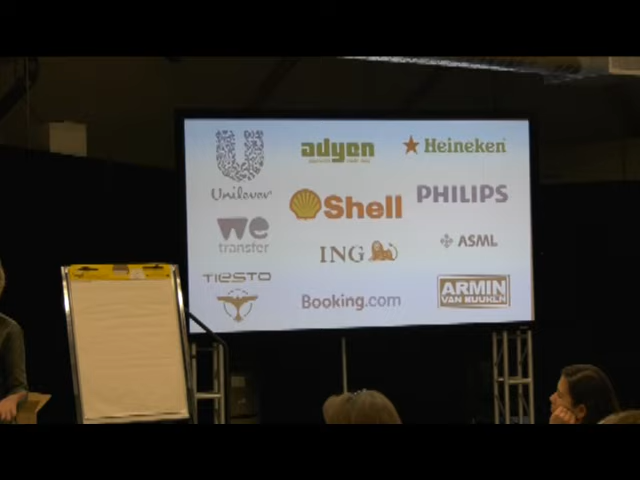 Unilever
adyen
Heineken
Shell
PHILIPS
we
transfer
ING
ASML
TIESTO
Booking.com
ARMIN
VAN BUUREN